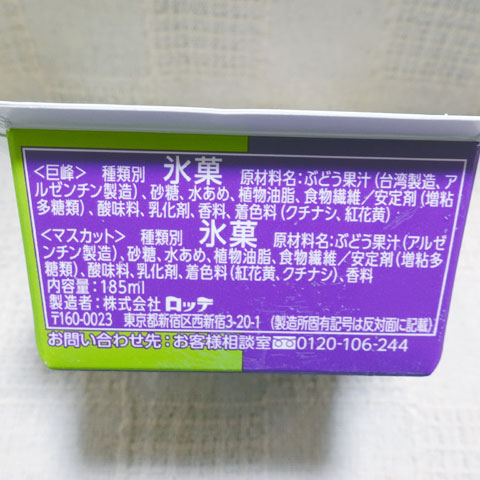 <巨峰> 種類別 氷菓 原材料名：ぶどう果汁（台湾製造、ア
ルゼンチン製造）、砂糖、水あめ、植物油脂、食物繊維／安定剤（増粘
多糖類）、酸味料、乳化剤、香料、着色料（クチナシ、紅花黄）
<マスカット> 種類別 氷菓 原材料名：ぶどう果汁（アルゼ
ンチン製造）、砂糖、水あめ、植物油脂、食物繊維／安定剤（増粘多
糖類）、酸味料、乳化剤、着色料（紅花黄、クチナシ）、香料
内容量：185ml
製造者：株式会社 ロッテ
〒160-0023 東京都新宿区西新宿3-20-1 （製造所固有記号は反対面に記載）
お問い合わせ先：お客様相談室 0120-106-244